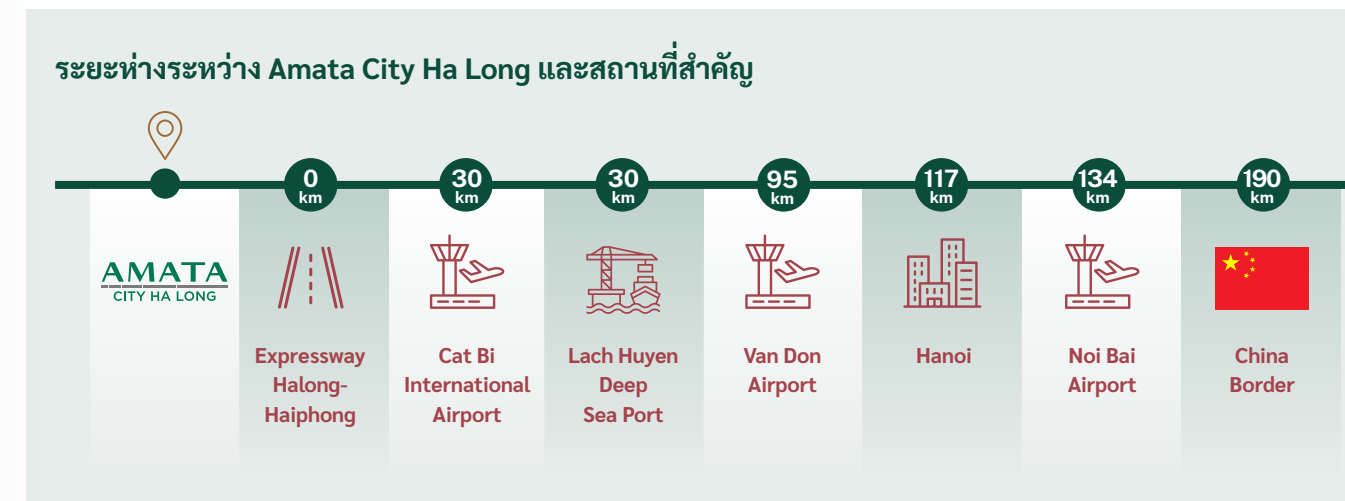 ระยะห่างระหว่าง Amata City Ha Long และสถานที่สำคัญ
0
km
30
km
30
km
95
km
117
km
134
km
190
km
AMATA
CITY HA LONG
Expressway
Halong-
Haiphong
Cat Bi
International
Airport
Lach Huyen
Deep
Sea Port
Van Don
Airport
Hanoi
Noi Bai
Airport
China
Border